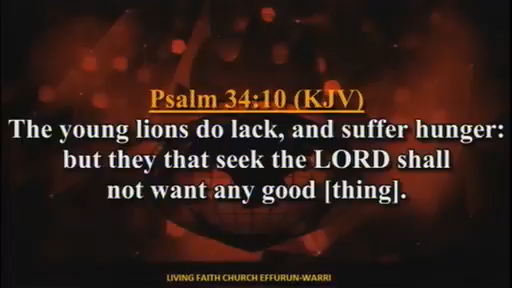 Psalm 34:10 (KJV)
The young lions do lack, and suffer hunger:
but they that seek the LORD shall
not want any good [thing].
LIVING FAITH CHURCH EFFURUN-WARRI